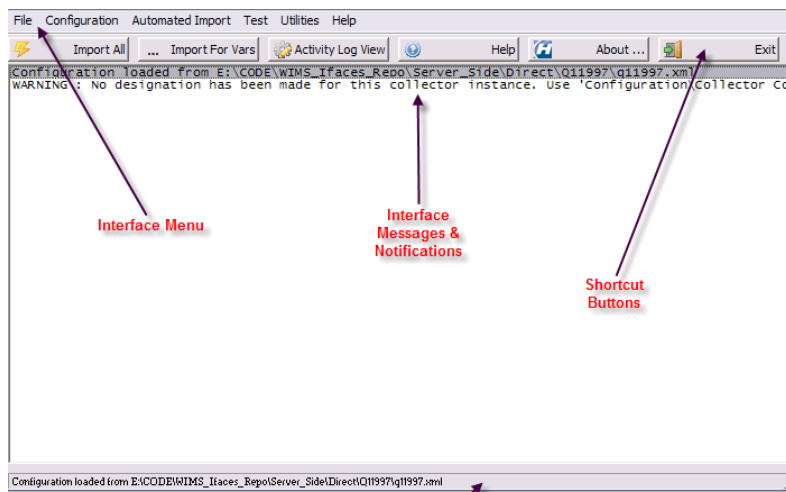 File Configuration Automated Import Test Utilities Help
Import All ... Import For Vars Activity Log View Help About ... Exit
Configuration loaded from E:\CODE\WIMS_Ifaces_Repo\Server_Side\Direct\Q11997\q11997.xml
WARNING : No designation has been made for this collector instance. Use 'Configuration\Collector Co
Interface Menu
Interface
Messages &
Notifications
Shortcut
Buttons
Configuration loaded from E:\CODE\WIMS_Ifaces_Repo\Server_Side\Direct\Q11997\q11997.xml